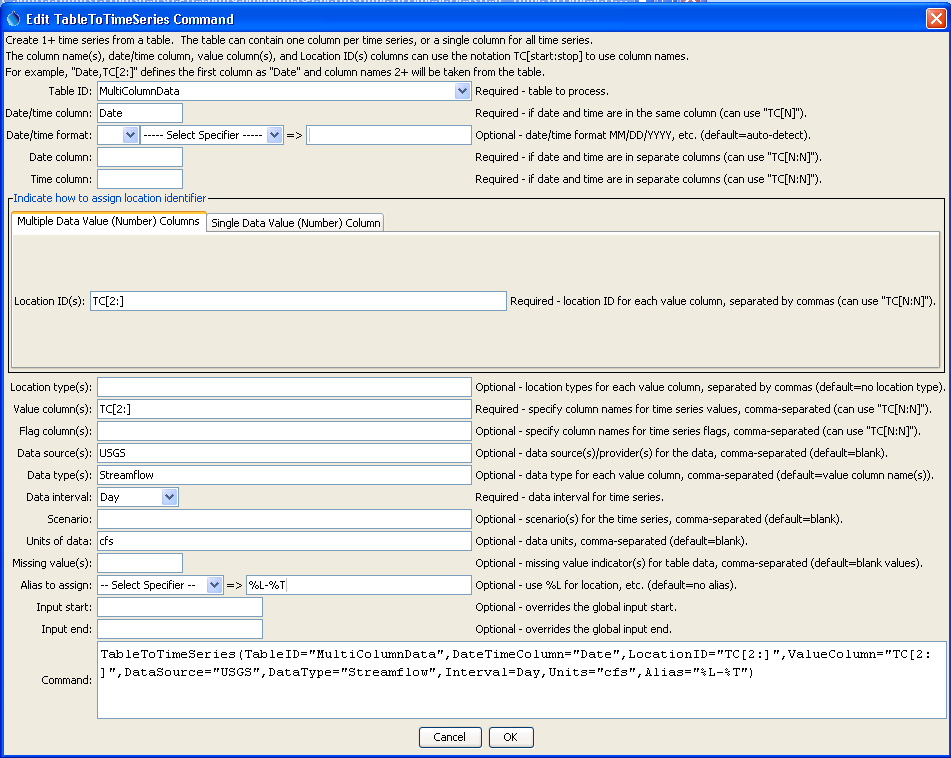 Edit TableToTimeSeries Command
Create 1+ time series from a table. The table can contain one column per time series, or a single column for all time series.
The column name(s), date/time column, value column(s), and Location ID(s) columns can use the notation TC[start:stop] to use column names.
For example, "Date,TC[2:]" defines the first column as "Date" and column names 2+ will be taken from the table.
Table ID: MultiColumnData Required - table to process.
Date/time column: Date Required - if date and time are in the same column (can use "TC[N]").
Date/time format: ----- Select Specifier ----- => Optional - date/time format MM/DD/YYYY, etc. (default=auto-detect).
Date column: Required - if date and time are in separate columns (can use "TC[N:N]").
Time column: Required - if date and time are in separate columns (can use "TC[N:N]").
Indicate how to assign location identifier
Multiple Data Value (Number) Columns Single Data Value (Number) Column
Location ID(s): TC[2:] Required - location ID for each value column, separated by commas (can use "TC[N:N]").
Location type(s): Optional - location types for each value column, separated by commas (default=no location type).
Value column(s): TC[2:] Required - specify column names for time series values, comma-separated (can use "TC[N:N]").
Flag column(s): Optional - specify column names for time series flags, comma-separated (can use "TC[N:N]").
Data source(s): USGS Optional - data source(s)/provider(s) for the data, comma-separated (default=blank).
Data type(s): Streamflow Optional - data type for each value column, comma-separated (default=value column name(s)).
Data interval: Day Required - data interval for time series.
Scenario: Optional - scenario(s) for the time series, comma-separated (default=blank).
Units of data: cfs Optional - data units, comma-separated (default=blank).
Missing value(s): Optional - missing value indicator(s) for table data, comma-separated (default=blank values).
Alias to assign: -- Select Specifier -- => %L-%T Optional - use %L for location, etc. (default=no alias).
Input start: Optional - overrides the global input start.
Input end: Optional - overrides the global input end.
Command: TableToTimeSeries(TableID="MultiColumnData",DateTimeColumn="Date",LocationID="TC[2:]",ValueColumn="TC[2:
]",DataSource="USGS",DataType="Streamflow",Interval=Day,Units="cfs",Alias="%L-%T")
Cancel OK